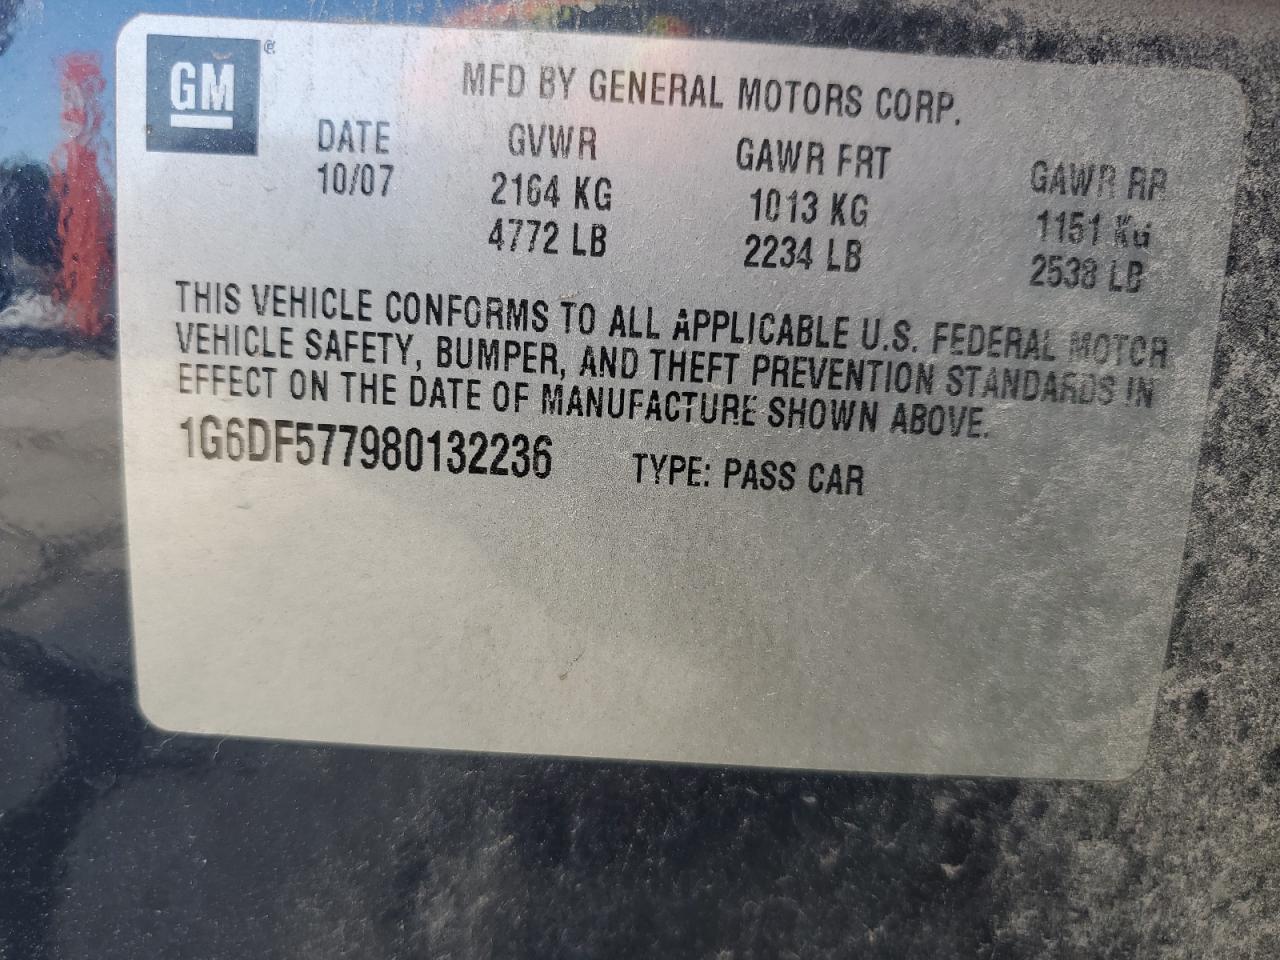 GM ®
MFD BY GENERAL MOTORS CORP.
DATE GVWR GAWR FRT GAWR RR
10/07 2164 KG 1013 KG 1151 KG
4772 LB 2234 LB 2538 LB
THIS VEHICLE CONFORMS TO ALL APPLICABLE U.S. FEDERAL MOTOR
VEHICLE SAFETY, BUMPER, AND THEFT PREVENTION STANDARDS IN
EFFECT ON THE DATE OF MANUFACTURE SHOWN ABOVE.
1G6DF577980132236 TYPE: PASS CAR